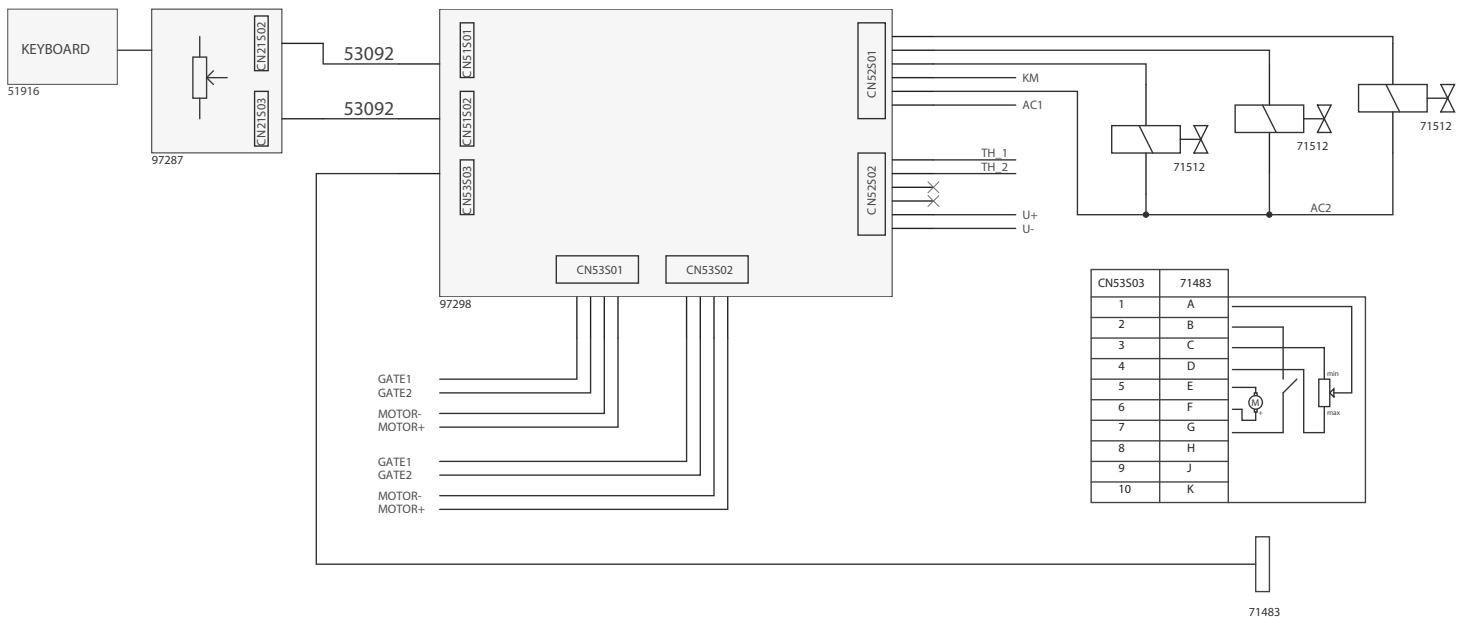 KEYBOARD
51916
CN21S02
CN21S03
97287
53092
53092
CN51S01
CN51S02
CN53S03
CN52S01
CN52S02
CN53S01
CN53S02
97298
KM
AC1
TH_1
TH_2
U+
U-
71512
71512
71512
AC2
GATE1
GATE2
MOTOR-
MOTOR+
GATE1
GATE2
MOTOR-
MOTOR+
CN53S03 71483
1 A
2 B
3 C
4 D
5 E
6 F
7 G
8 H
9 J
10 K
M
+
min
max
71483